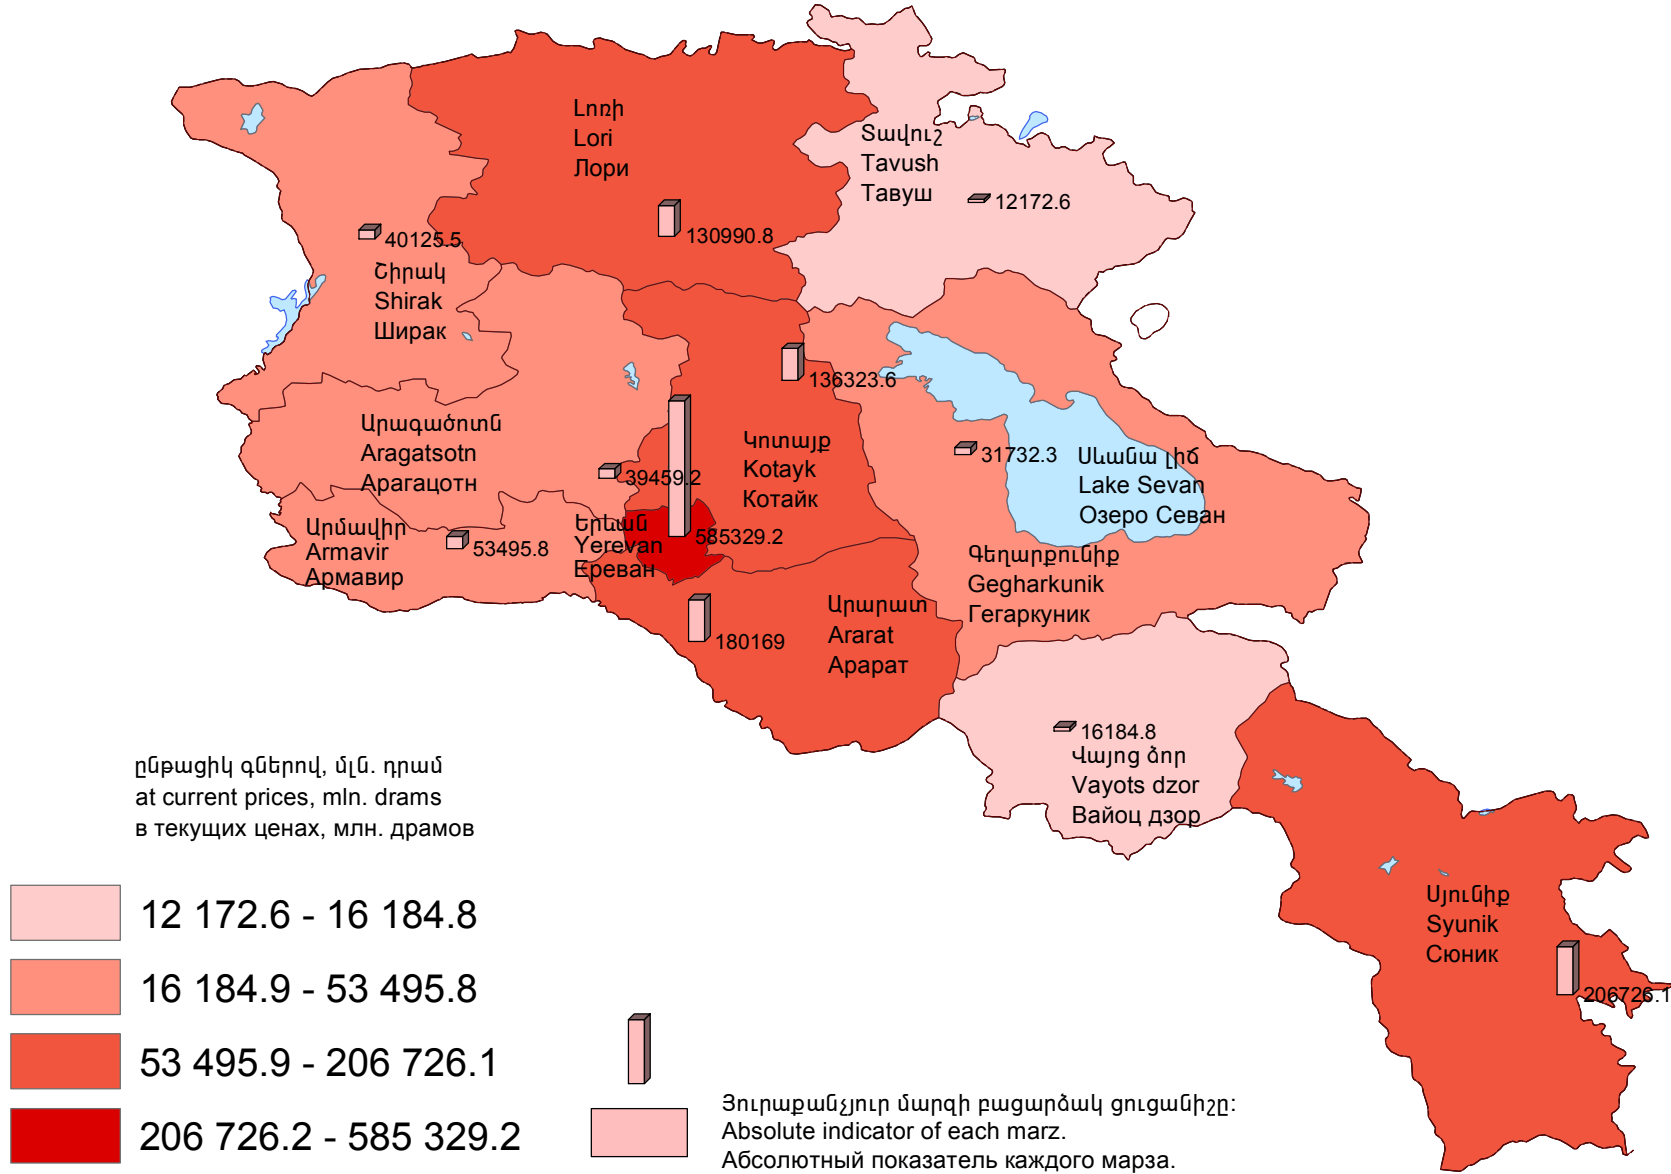 Լոռի
Lori
Лори
130990.8
Տավուշ
Tavush
Тавуш
12172.6
40125.5
Շիրակ
Shirak
Ширак
136323.6
Արագածոտն
Aragatsotn
Арагацотн
39459.2
Կոտայք
Kotayk
Котайк
31732.3
Սևանա լիճ
Lake Sevan
Озеро Севан
Արմավիր
Armavir
Армавир
53495.8
Երևան
Yerevan
Ереван
585329.2
Գեղարքունիք
Gegharkunik
Гегаркуник
180169
Արարատ
Ararat
Арарат
16184.8
Վայոց ձոր
Vayots dzor
Вайоц дзор
Սյունիք
Syunik
Сюник
206726.1
ընթացիկ գներով, մլն. դրամ
at current prices, mln. drams
в текущих ценах, млн. драмов
12 172.6 - 16 184.8
16 184.9 - 53 495.8
53 495.9 - 206 726.1
206 726.2 - 585 329.2
Յուրաքանչյուր մարզի բացարձակ ցուցանիշը:
Absolute indicator of each marz.
Абсолютный показатель каждого марза.